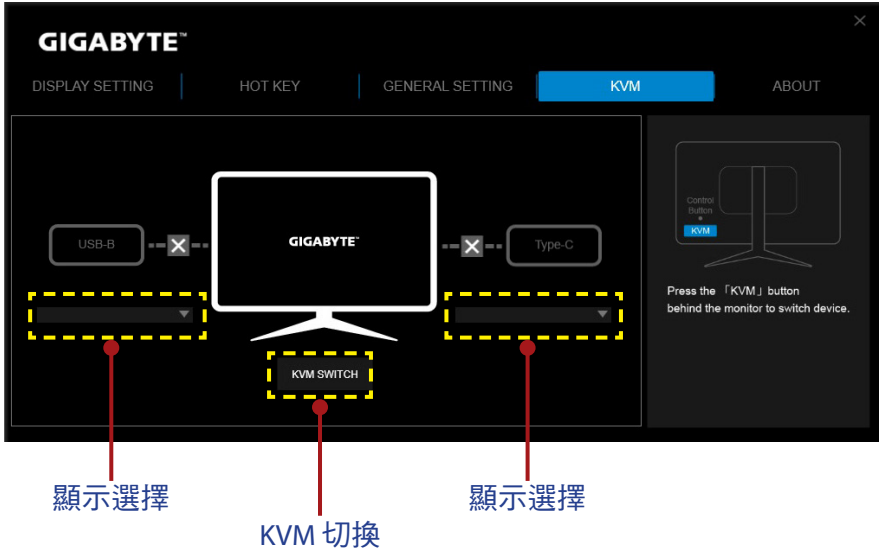 GIGABYTE™
DISPLAY SETTING
HOT KEY
GENERAL SETTING
KVM
ABOUT
USB-B
GIGABYTE™
Type-C
KVM SWITCH
Control
Button
KVM
Press the 「KVM」 button
behind the monitor to switch device.
顯示選擇
KVM 切換
顯示選擇